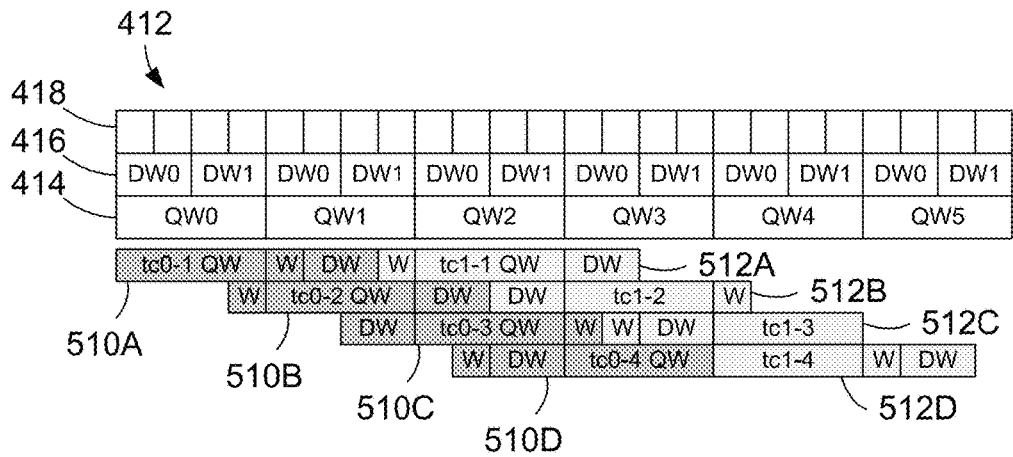 412
418
416
414
DW0 DW1 DW0 DW1 DW0 DW1 DW0 DW1 DW0 DW1 DW0 DW1
QW0 QW1 QW2 QW3 QW4 QW5
tc0-1 QW W DW W tc1-1 QW DW 512A
W tc0-2 QW DW DW tc1-2 W 512B
DW tc0-3 QW W W DW tc1-3 512C
W DW tc0-4 QW tc1-4 W DW
510A
510B
510C
510D
512D